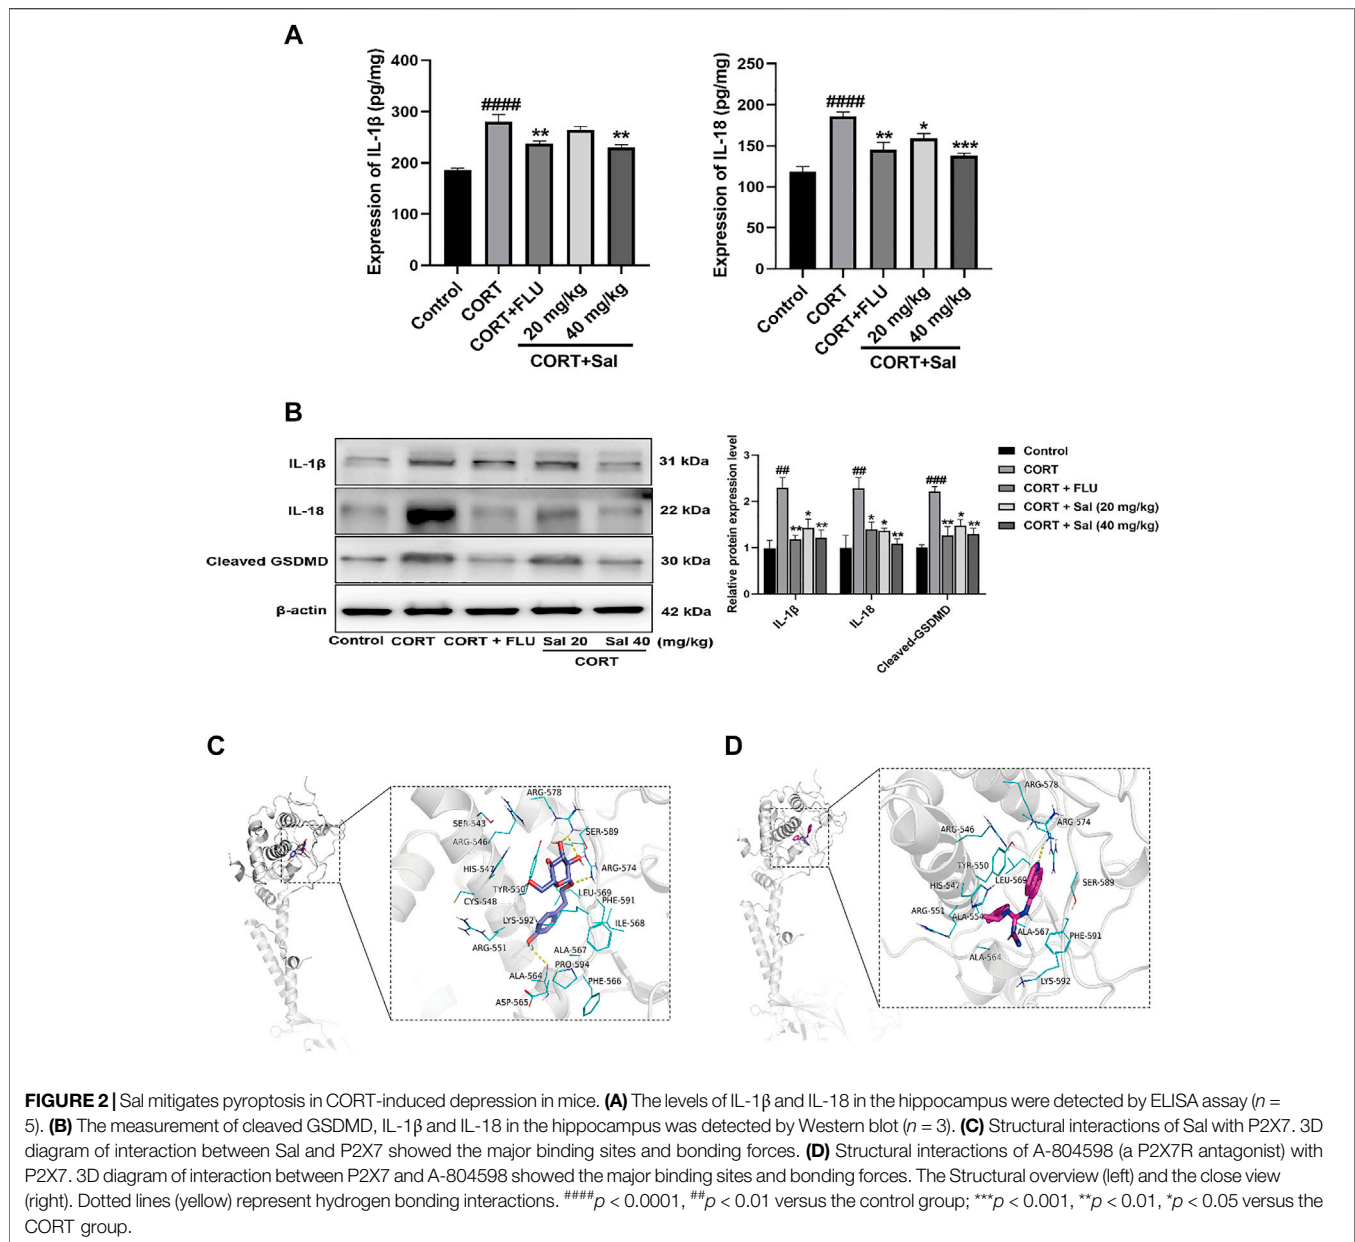 A
Expression of IL-1β (pg/mg)
400
300
200
100
0
####
**
**
Control
CORT
CORT+FLU
20 mg/kg
40 mg/kg
CORT+Sal
Expression of IL-18 (pg/mg)
250
200
150
100
50
0
####
**
*
***
Control
CORT
CORT+FLU
20 mg/kg
40 mg/kg
CORT+Sal
B
IL-1β 31 kDa
IL-18 22 kDa
Cleaved GSDMD 30 kDa
β-actin 42 kDa
Control CORT CORT + FLU Sal 20 Sal 40 (mg/kg)
CORT
Relative protein expression level
3
2
1
0
## ** * **
## * * **
### ** * **
IL-1β
IL-18
Cleaved-GSDMD
Control
CORT
CORT + FLU
CORT + Sal (20 mg/kg)
CORT + Sal (40 mg/kg)
C
ARG-578
SER-543
SER-589
ARG-546
HIS-547
ARG-574
TYR-550
LEU-569
CYS-548
PHE-591
LYS-592
ILE-568
ARG-551
ALA-567
PRO-594
ALA-564
PHE-566
ASP-565
D
ARG-578
ARG-574
ARG-546
TYR-550
LEU-569
SER-589
HIS-547
ARG-551
ALA-554
ALA-567
PHE-591
ALA-564
LYS-592
FIGURE 2 | Sal mitigates pyroptosis in CORT-induced depression in mice. (A) The levels of IL-1β and IL-18 in the hippocampus were detected by ELISA assay (n =
5). (B) The measurement of cleaved GSDMD, IL-1β and IL-18 in the hippocampus was detected by Western blot (n = 3). (C) Structural interactions of Sal with P2X7. 3D
diagram of interaction between Sal and P2X7 showed the major binding sites and bonding forces. (D) Structural interactions of A-804598 (a P2X7R antagonist) with
P2X7. 3D diagram of interaction between P2X7 and A-804598 showed the major binding sites and bonding forces. The Structural overview (left) and the close view
(right). Dotted lines (yellow) represent hydrogen bonding interactions. ####p < 0.0001, ##p < 0.01 versus the control group; ***p < 0.001, **p < 0.01, *p < 0.05 versus the
CORT group.